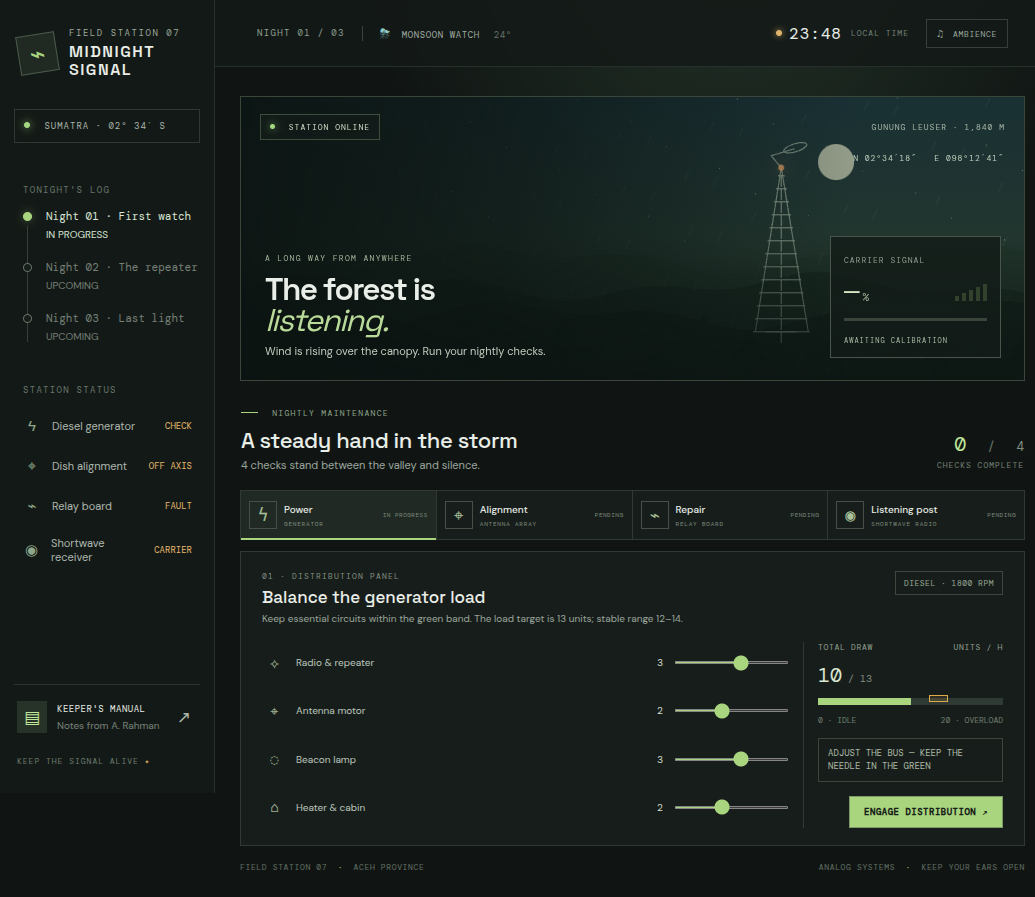 FIELD STATION 07
MIDNIGHT
SIGNAL
SUMATRA · 02° 34′ S
TONIGHT'S LOG
Night 01 · First watch
IN PROGRESS
Night 02 · The repeater
UPCOMING
Night 03 · Last light
UPCOMING
STATION STATUS
Diesel generator CHECK
Dish alignment OFF AXIS
Relay board FAULT
Shortwave
receiver CARRIER
KEEPER'S MANUAL
Notes from A. Rahman ↗
KEEP THE SIGNAL ALIVE
NIGHT 01 / 03
MONSOON WATCH 24°
23:48 LOCAL TIME
♫ AMBIENCE
STATION ONLINE
GUNUNG LEUSER · 1,840 M
N 02°34′18″ E 098°12′41″
A LONG WAY FROM ANYWHERE
The forest is
listening.
Wind is rising over the canopy. Run your nightly checks.
CARRIER SIGNAL
—%
AWAITING CALIBRATION
NIGHTLY MAINTENANCE
A steady hand in the storm
4 checks stand between the valley and silence.
0 / 4
CHECKS COMPLETE
Power
GENERATOR
IN PROGRESS
Alignment
ANTENNA ARRAY
PENDING
Repair
RELAY BOARD
PENDING
Listening post
SHORTWAVE RADIO
PENDING
01 · DISTRIBUTION PANEL
Balance the generator load
Keep essential circuits within the green band. The load target is 13 units; stable range 12–14.
DIESEL · 1800 RPM
Radio & repeater 3
Antenna motor 2
Beacon lamp 3
Heater & cabin 2
TOTAL DRAW UNITS / H
10 / 13
0 · IDLE 20 · OVERLOAD
ADJUST THE BUS — KEEP THE
NEEDLE IN THE GREEN
ENGAGE DISTRIBUTION ↗
FIELD STATION 07 · ACEH PROVINCE
ANALOG SYSTEMS · KEEP YOUR EARS OPEN